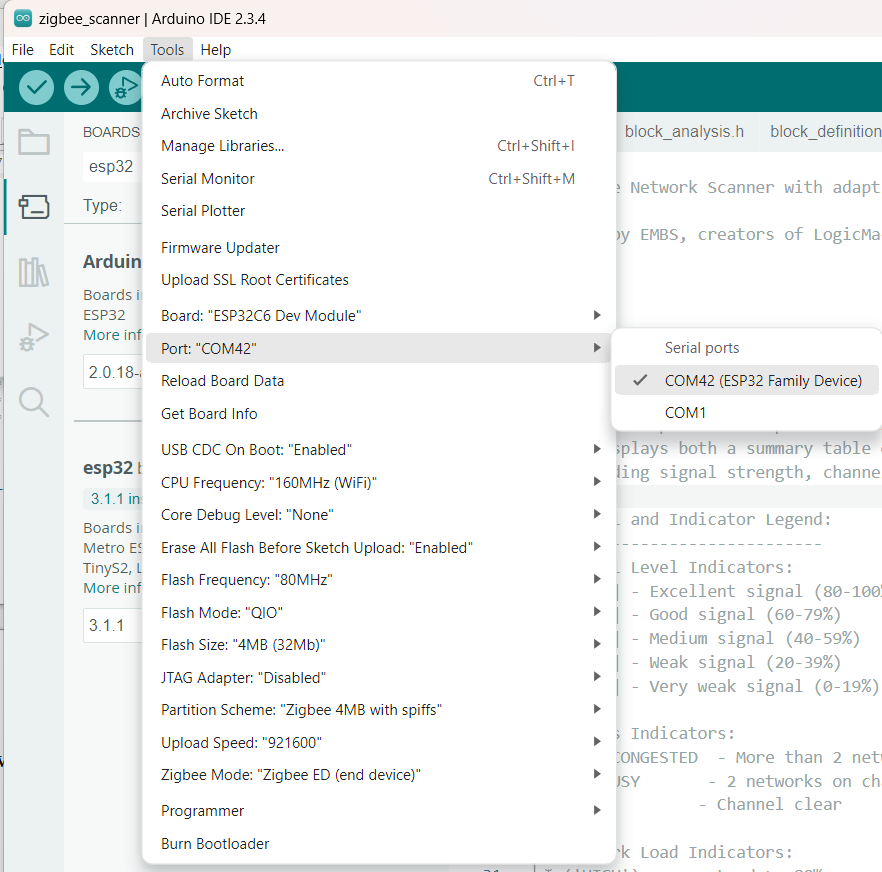 zigbee_scanner | Arduino IDE 2.3.4
File Edit Sketch Tools Help
BOARDS
esp32
Type:
Arduin
Boards
ESP32
More inf
2.0.18-
esp32
3.1.1 in
Boards
Metro ES
TinyS2,
More inf
3.1.1
Auto Format Ctrl+T
Archive Sketch
Manage Libraries... Ctrl+Shift+I
Serial Monitor Ctrl+Shift+M
Serial Plotter
Firmware Updater
Upload SSL Root Certificates
Board: "ESP32C6 Dev Module"
Port: "COM42"
Reload Board Data
Get Board Info
USB CDC On Boot: "Enabled"
CPU Frequency: "160MHz (WiFi)"
Core Debug Level: "None"
Erase All Flash Before Sketch Upload: "Enabled"
Flash Frequency: "80MHz"
Flash Mode: "QIO"
Flash Size: "4MB (32Mb)"
JTAG Adapter: "Disabled"
Partition Scheme: "Zigbee 4MB with spiffs"
Upload Speed: "921600"
Zigbee Mode: "Zigbee ED (end device)"
Programmer
Burn Bootloader
Serial ports
COM42 (ESP32 Family Device)
COM1
block_analysis.h block_definition
e Network Scanner with adapt
by EMBS, creators of LogicMa
splays both a summary table
ding signal strength, channe
l and Indicator Legend:
---------------------
l Level Indicators:
| - Excellent signal (80-100%
| - Good signal (60-79%)
| - Medium signal (40-59%)
| - Weak signal (20-39%)
| - Very weak signal (0-19%)
s Indicators:
CONGESTED - More than 2 netw
USY - 2 networks on ch
- Channel clear
rk Load Indicators: